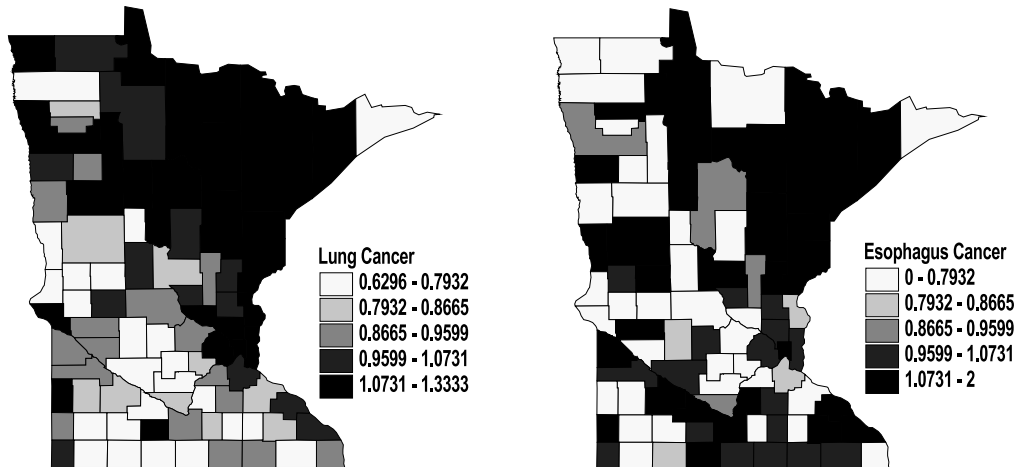 Lung Cancer
0.6296 - 0.7932
0.7932 - 0.8665
0.8665 - 0.9599
0.9599 - 1.0731
1.0731 - 1.3333
Esophagus Cancer
0 - 0.7932
0.7932 - 0.8665
0.8665 - 0.9599
0.9599 - 1.0731
1.0731 - 2